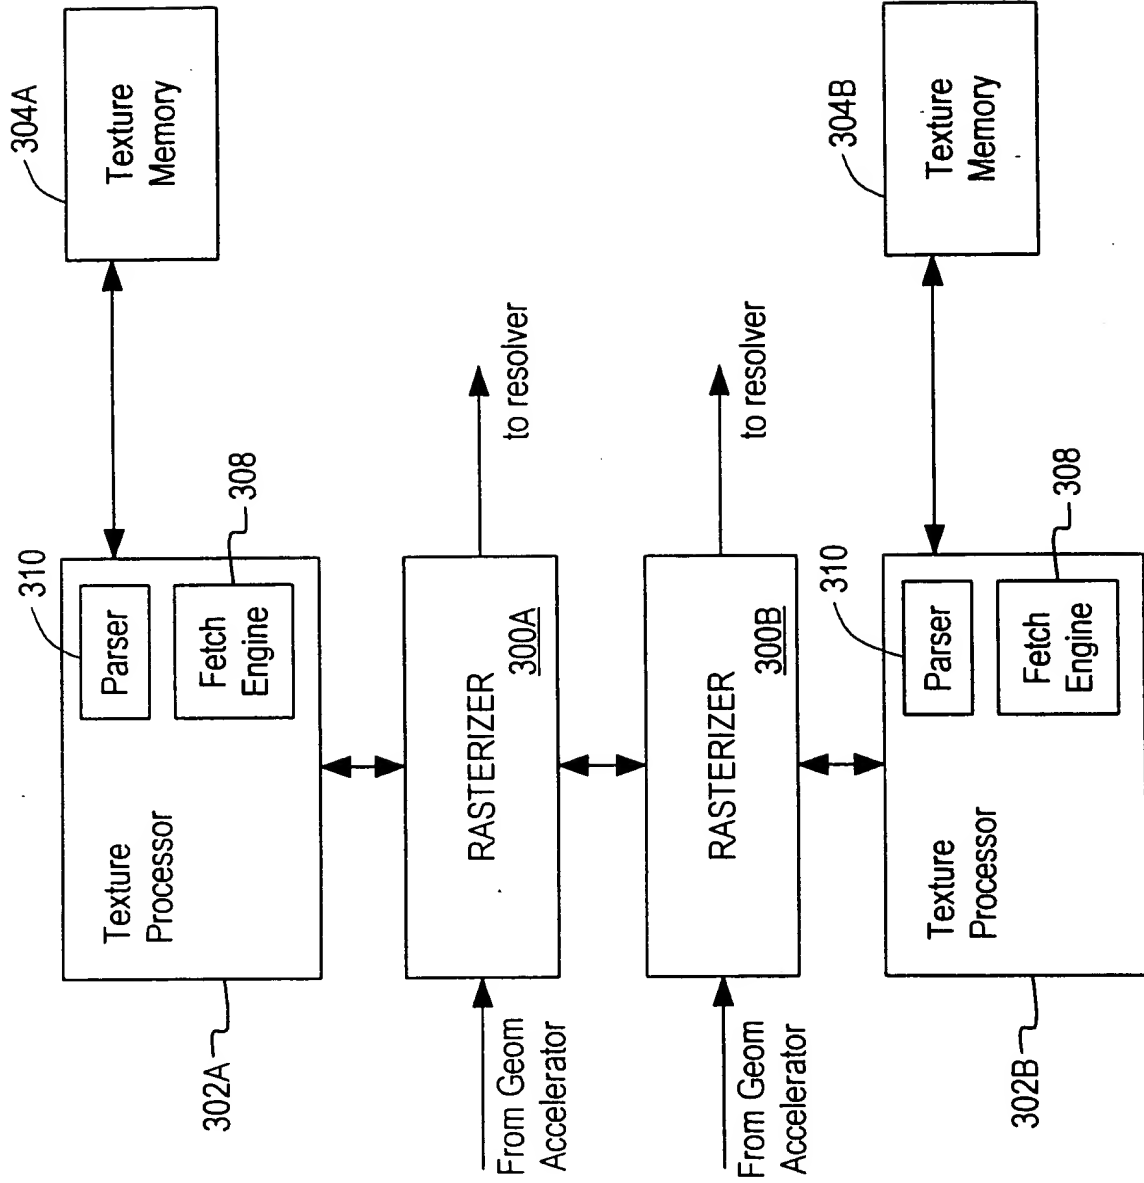 304A
Texture
Memory
310
Parser
308
Fetch
Engine
Texture
Processor
302A
to resolver
RASTERIZER
300A
From Geom
Accelerator
to resolver
RASTERIZER
300B
From Geom
Accelerator
304B
Texture
Memory
310
Parser
308
Fetch
Engine
Texture
Processor
302B